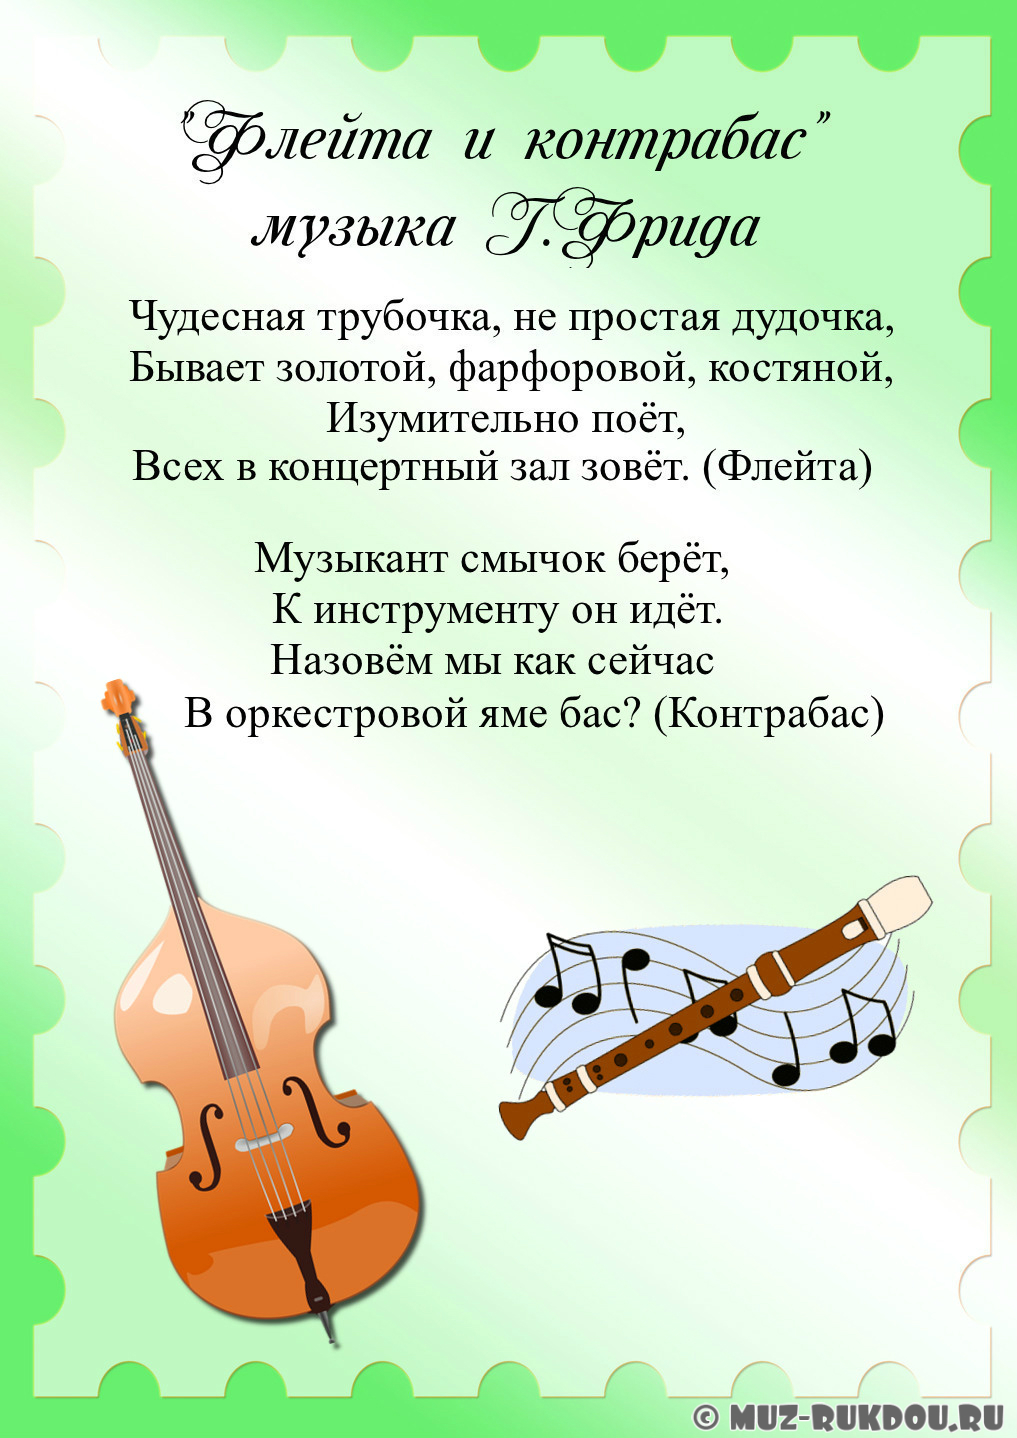 "Флейта и контрабас"
музыка Г.Фрида
Чудесная трубочка, не простая дудочка,
Бывает золотой, фарфоровой, костяной,
Изумительно поёт,
Всех в концертный зал зовёт. (Флейта)
Музыкант смычок берёт,
К инструменту он идёт.
Назовём мы как сейчас
В оркестровой яме бас? (Контрабас)
© MUZ-RUKDOU.RU